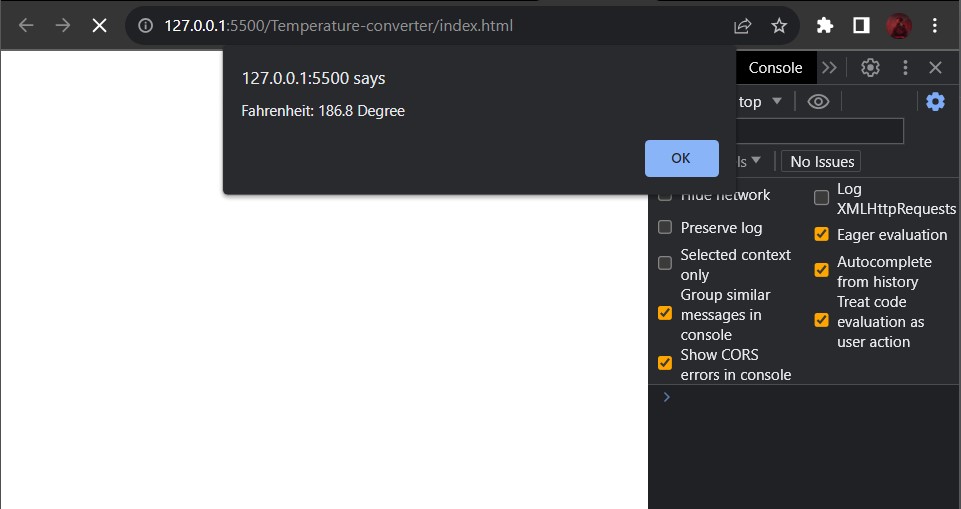 127.0.0.1:5500/Temperature-converter/index.html
127.0.0.1:5500 says
Fahrenheit: 186.8 Degree
OK
Console
top
No Issues
Hide network
Log XMLHttpRequests
Preserve log
Eager evaluation
Selected context
only
Autocomplete
from history
Group similar
messages in
console
Treat code
evaluation as
user action
Show CORS
errors in console